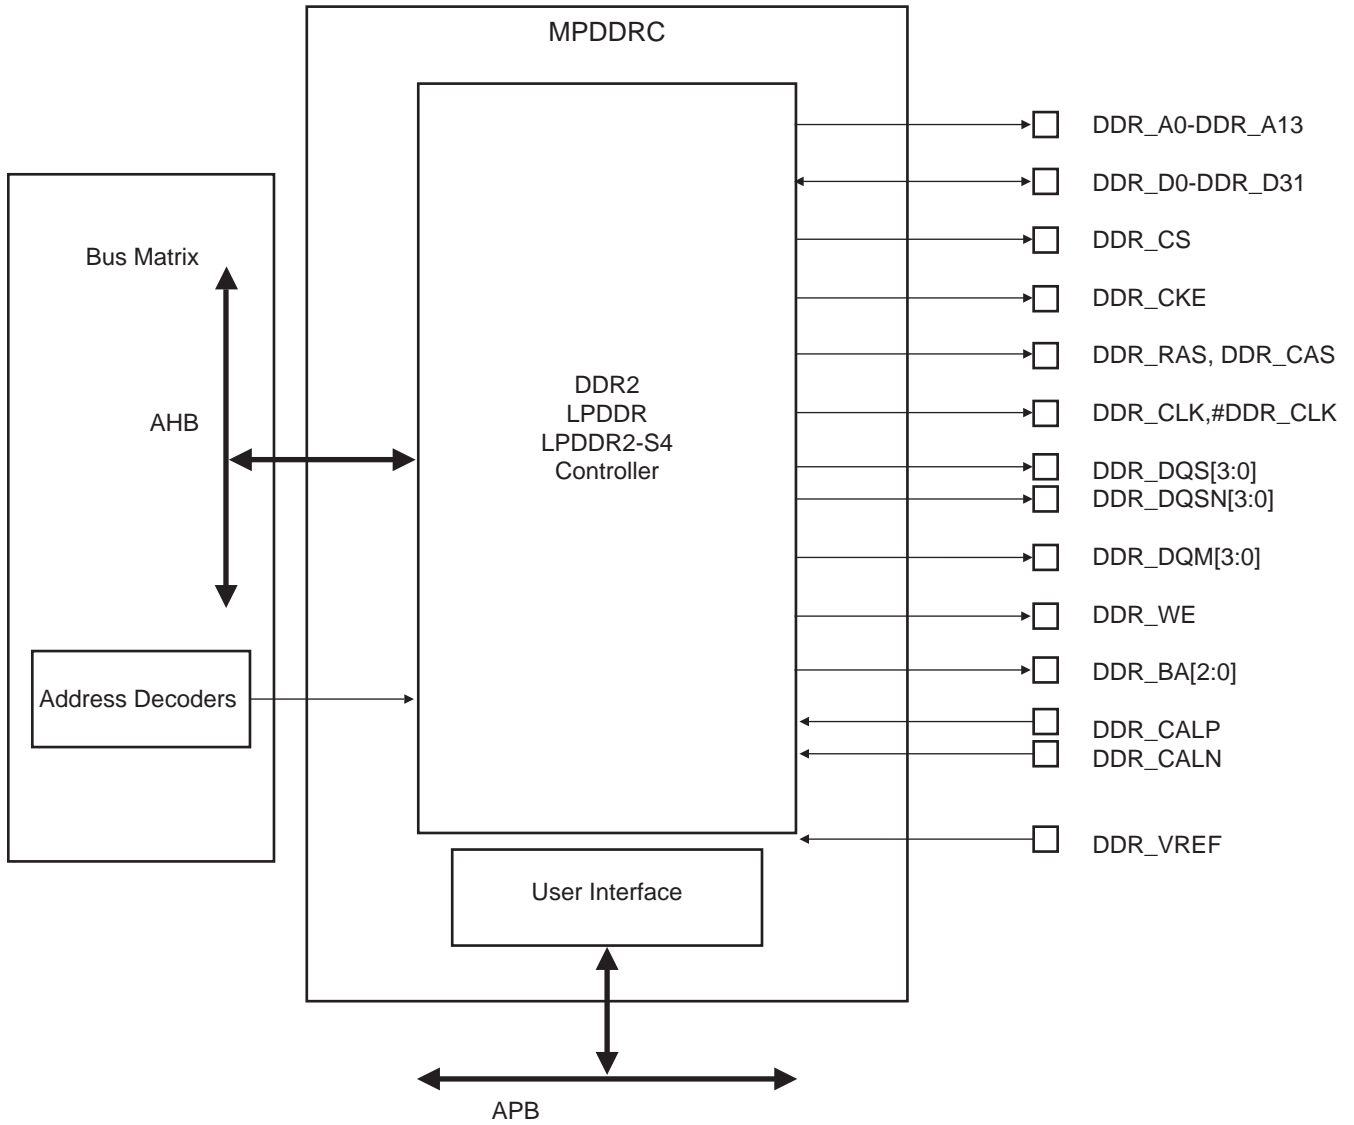 MPDDRC
Bus Matrix
AHB
Address Decoders
DDR2
LPDDR
LPDDR2-S4
Controller
User Interface
APB
DDR_A0-DDR_A13
DDR_D0-DDR_D31
DDR_CS
DDR_CKE
DDR_RAS, DDR_CAS
DDR_CLK,#DDR_CLK
DDR_DQS[3:0]
DDR_DQSN[3:0]
DDR_DQM[3:0]
DDR_WE
DDR_BA[2:0]
DDR_CALP
DDR_CALN
DDR_VREF